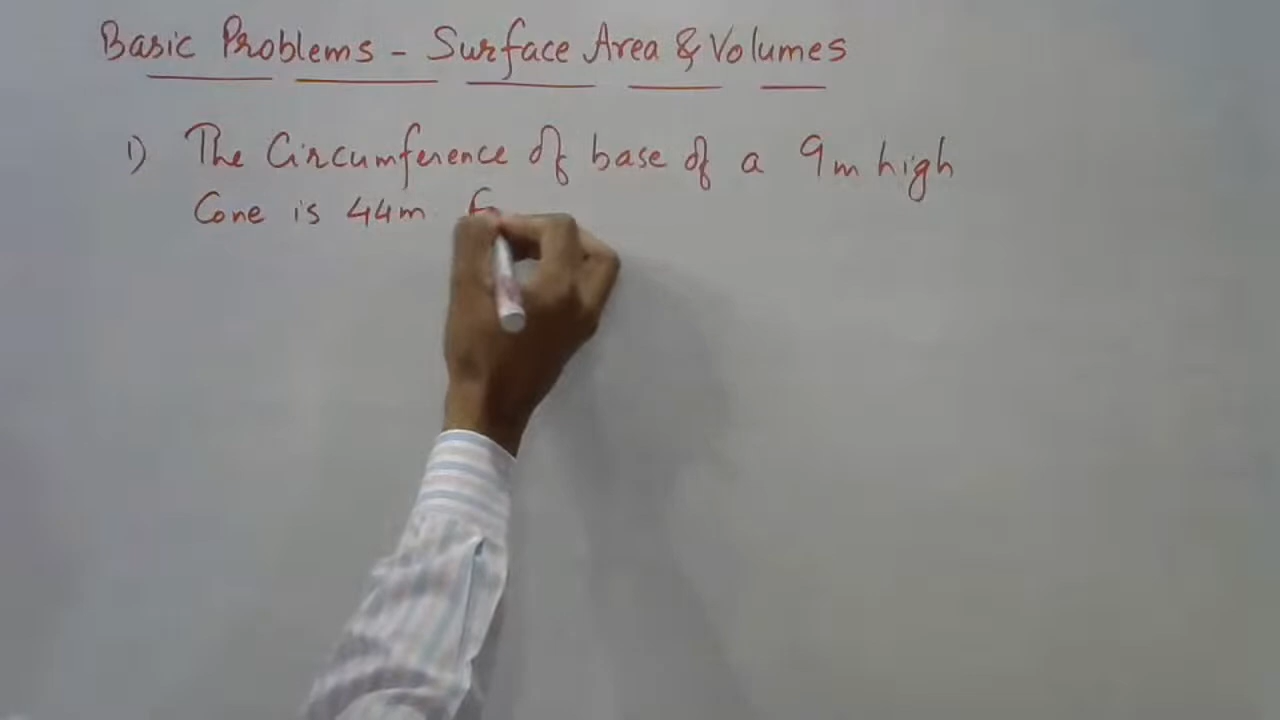 Basic Problems - Surface Area & Volumes
1) The Circumference of base of a 9m high
Cone is 44m.